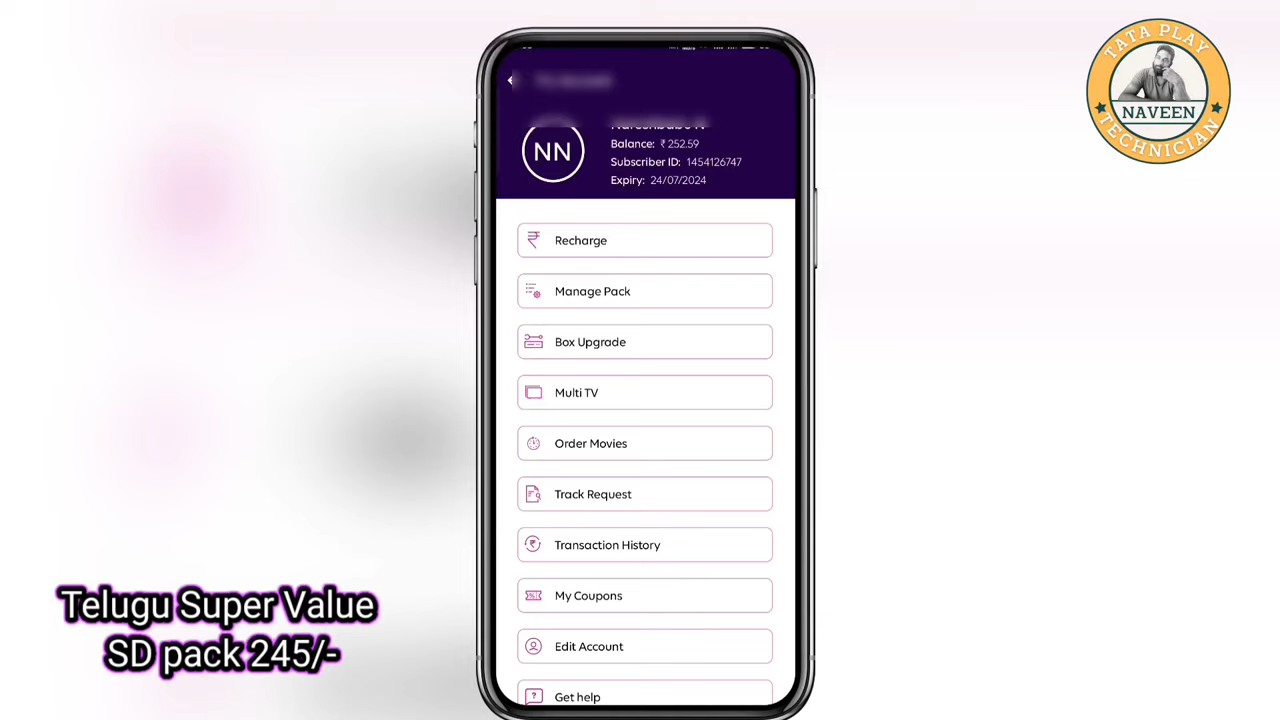 TATA PLAY
NAVEEN
TECHNICIAN
NN
Balance: ₹ 252.59
Subscriber ID: 1454126747
Expiry: 24/07/2024
Recharge
Manage Pack
Box Upgrade
Multi TV
Order Movies
Track Request
Transaction History
My Coupons
Edit Account
Get help
Telugu Super Value
SD pack 245/-